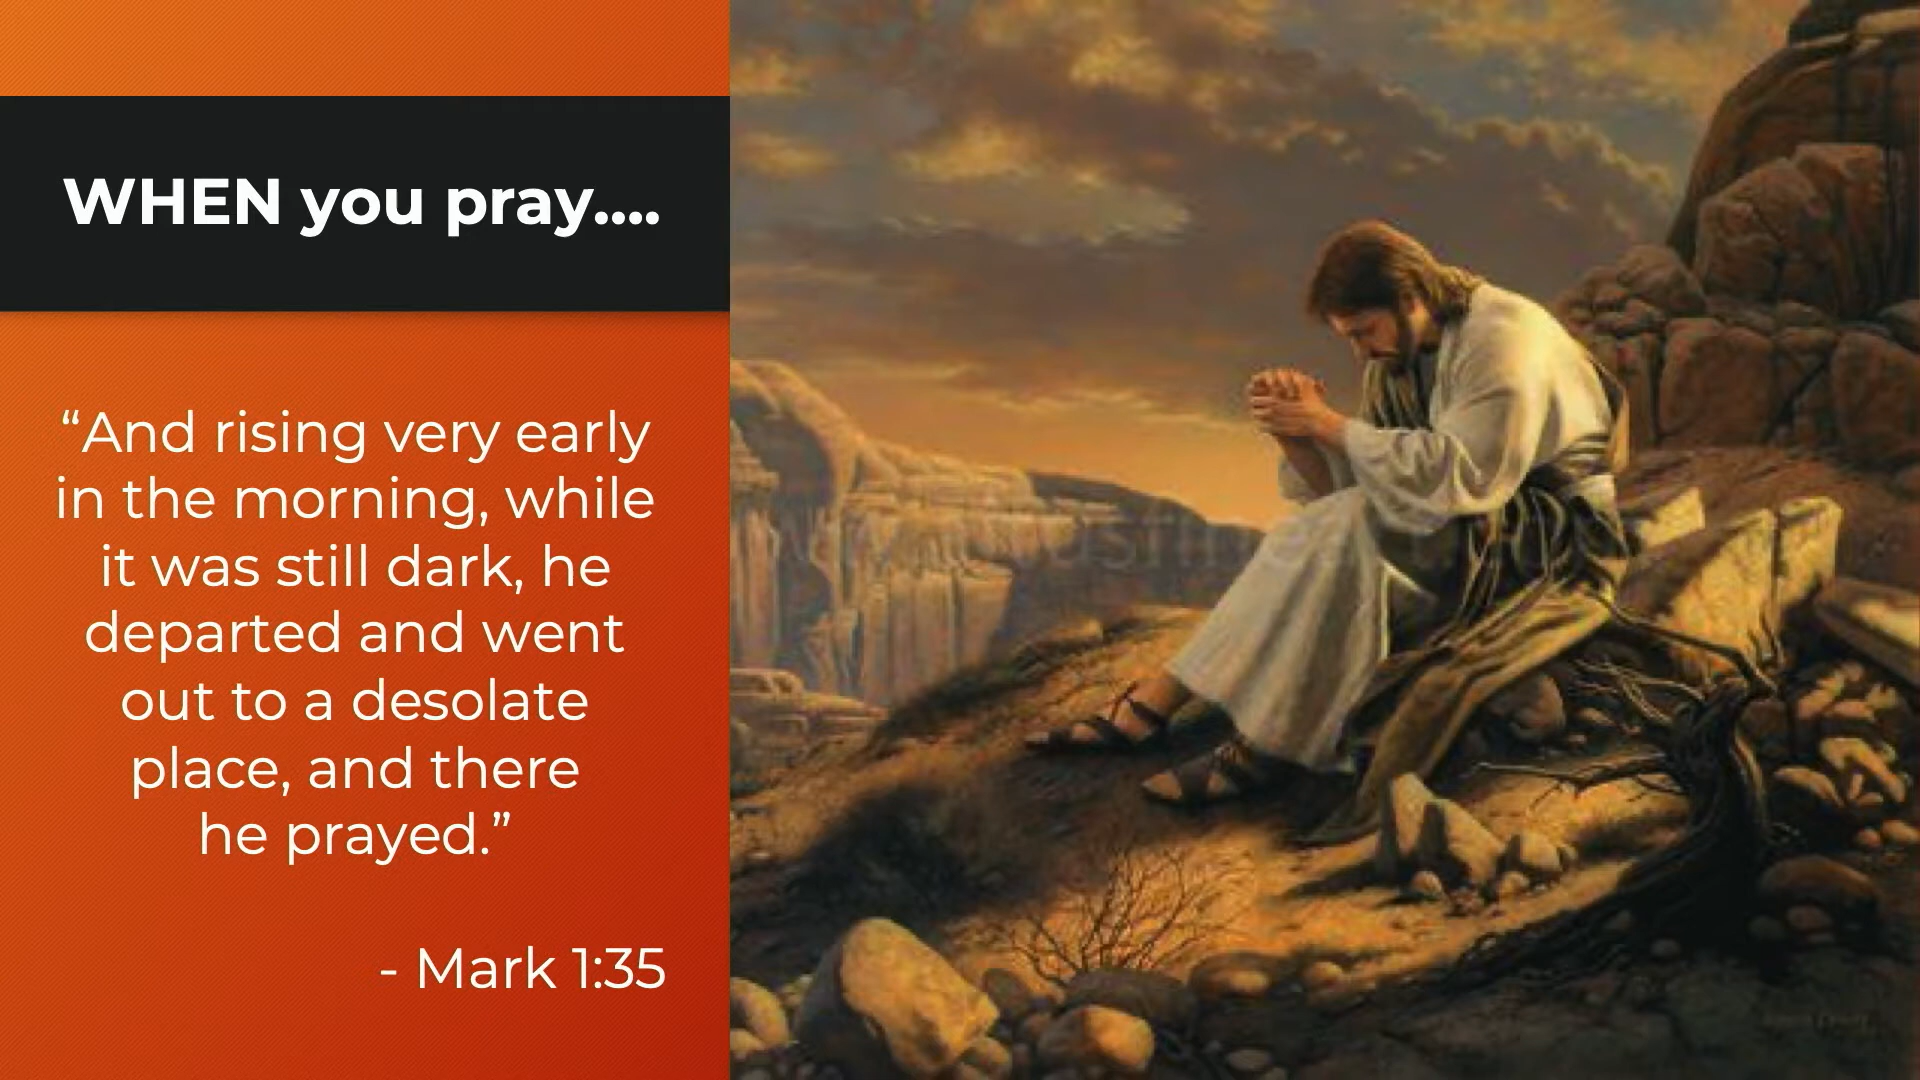 WHEN you pray....
“And rising very early
in the morning, while
it was still dark, he
departed and went
out to a desolate
place, and there
he prayed.”
- Mark 1:35